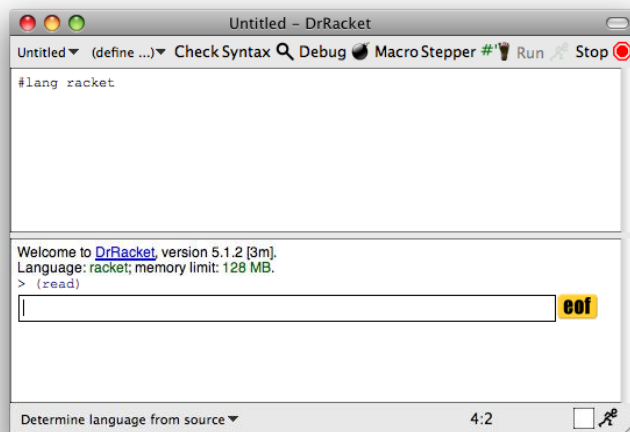 Untitled – DrRacket
Untitled (define ...) Check Syntax Debug Macro Stepper #' Run Stop
#lang racket
Welcome to DrRacket, version 5.1.2 [3m].
Language: racket; memory limit: 128 MB.
> (read)
eof
Determine language from source 4:2